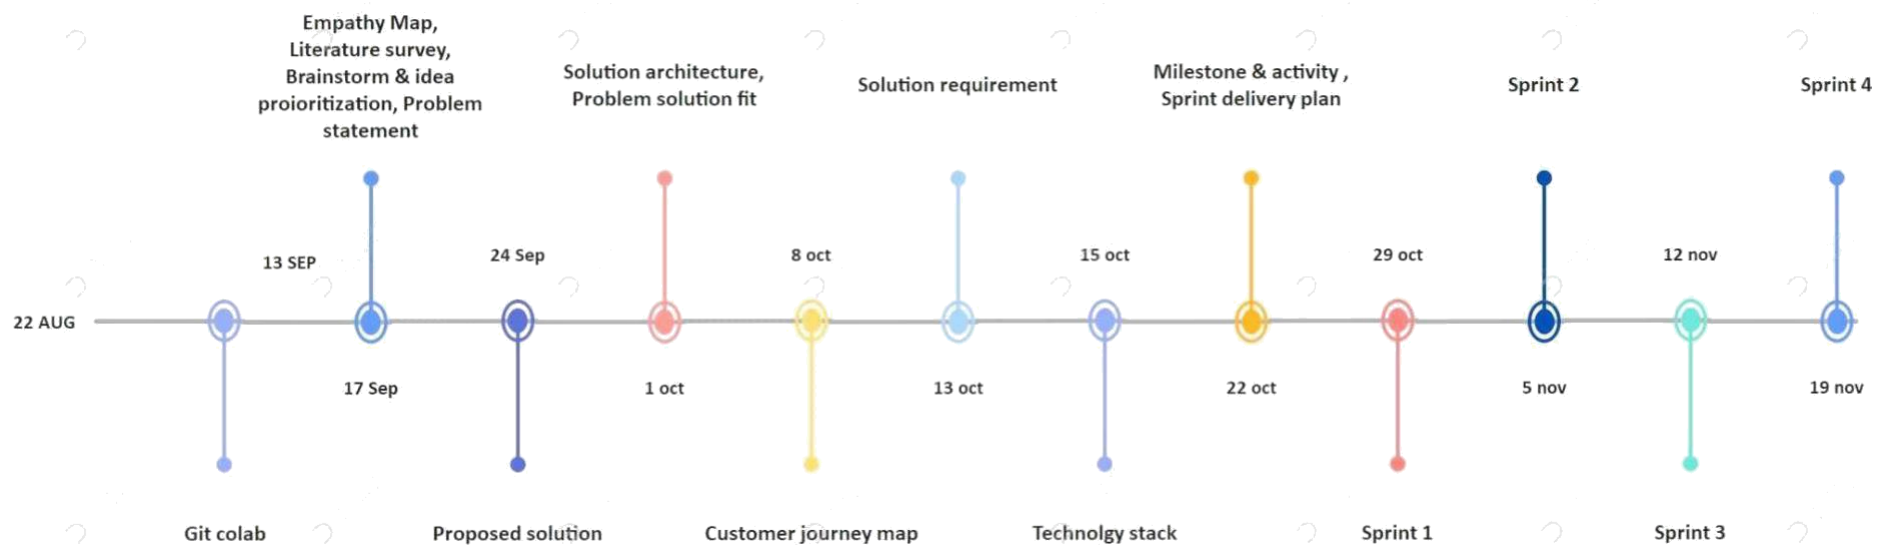 Empathy Map,
Literature survey,
Brainstorm & idea
proioritization, Problem
statement
Solution architecture,
Problem solution fit
Solution requirement
Milestone & activity ,
Sprint delivery plan
Sprint 2
Sprint 4
13 SEP
24 Sep
8 oct
15 oct
29 oct
12 nov
22 AUG
17 Sep
1 oct
13 oct
22 oct
5 nov
19 nov
Git colab
Proposed solution
Customer journey map
Technolgy stack
Sprint 1
Sprint 3